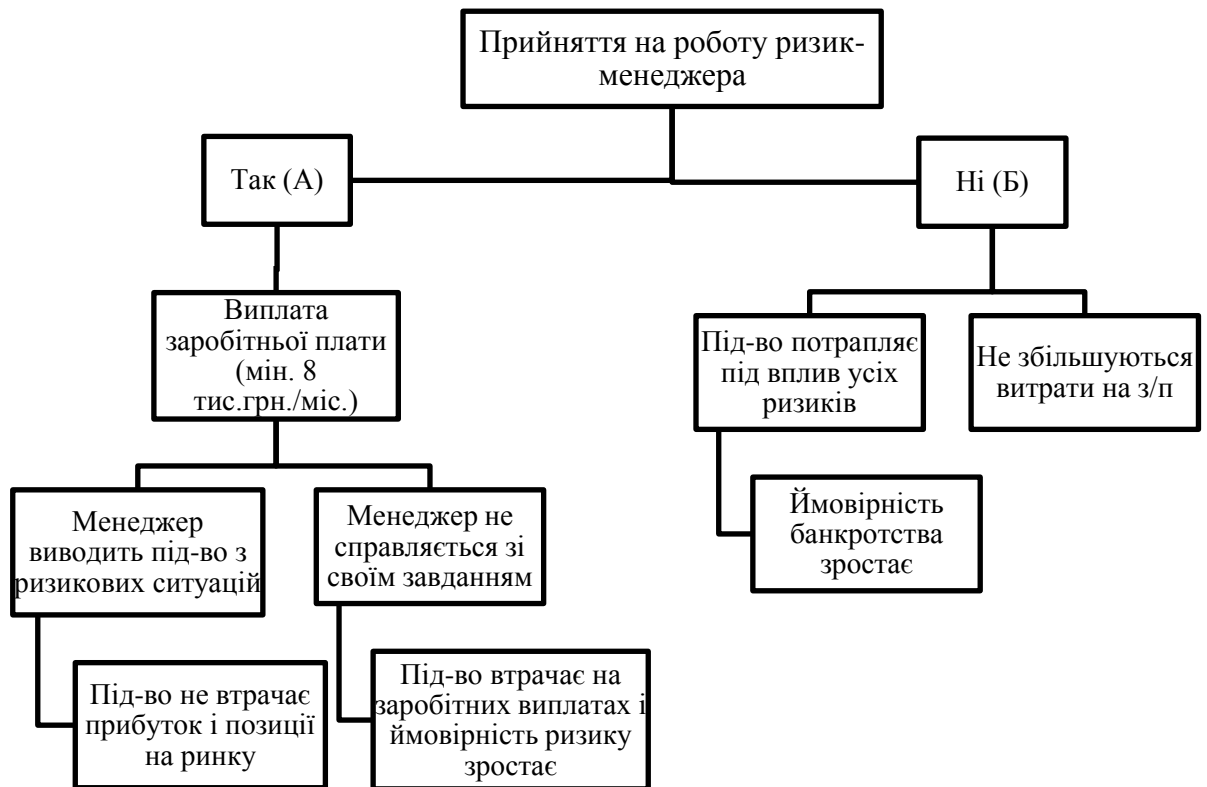 Прийняття на роботу ризик-
менеджера
Так (А)
Ні (Б)
Виплата
заробітньої плати
(мін. 8
тис.грн./міс.)
Під-во потрапляє
під вплив усіх
ризиків
Не збільшуються
витрати на з/п
Менеджер
виводить під-во з
ризикових ситуацій
Менеджер не
справляється зі
своїм завданням
Ймовірність
банкротства
зростає
Під-во не втрачає
прибуток і позиції
на ринку
Під-во втрачає на
заробітних виплатах і
ймовірність ризику
зростає